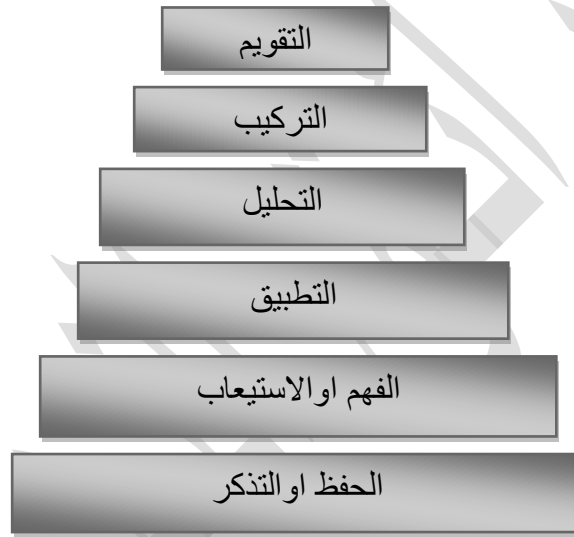 التقويم
التركيب
التحليل
التطبيق
الفهم اوالاستيعاب
الحفظ اوالتذكر